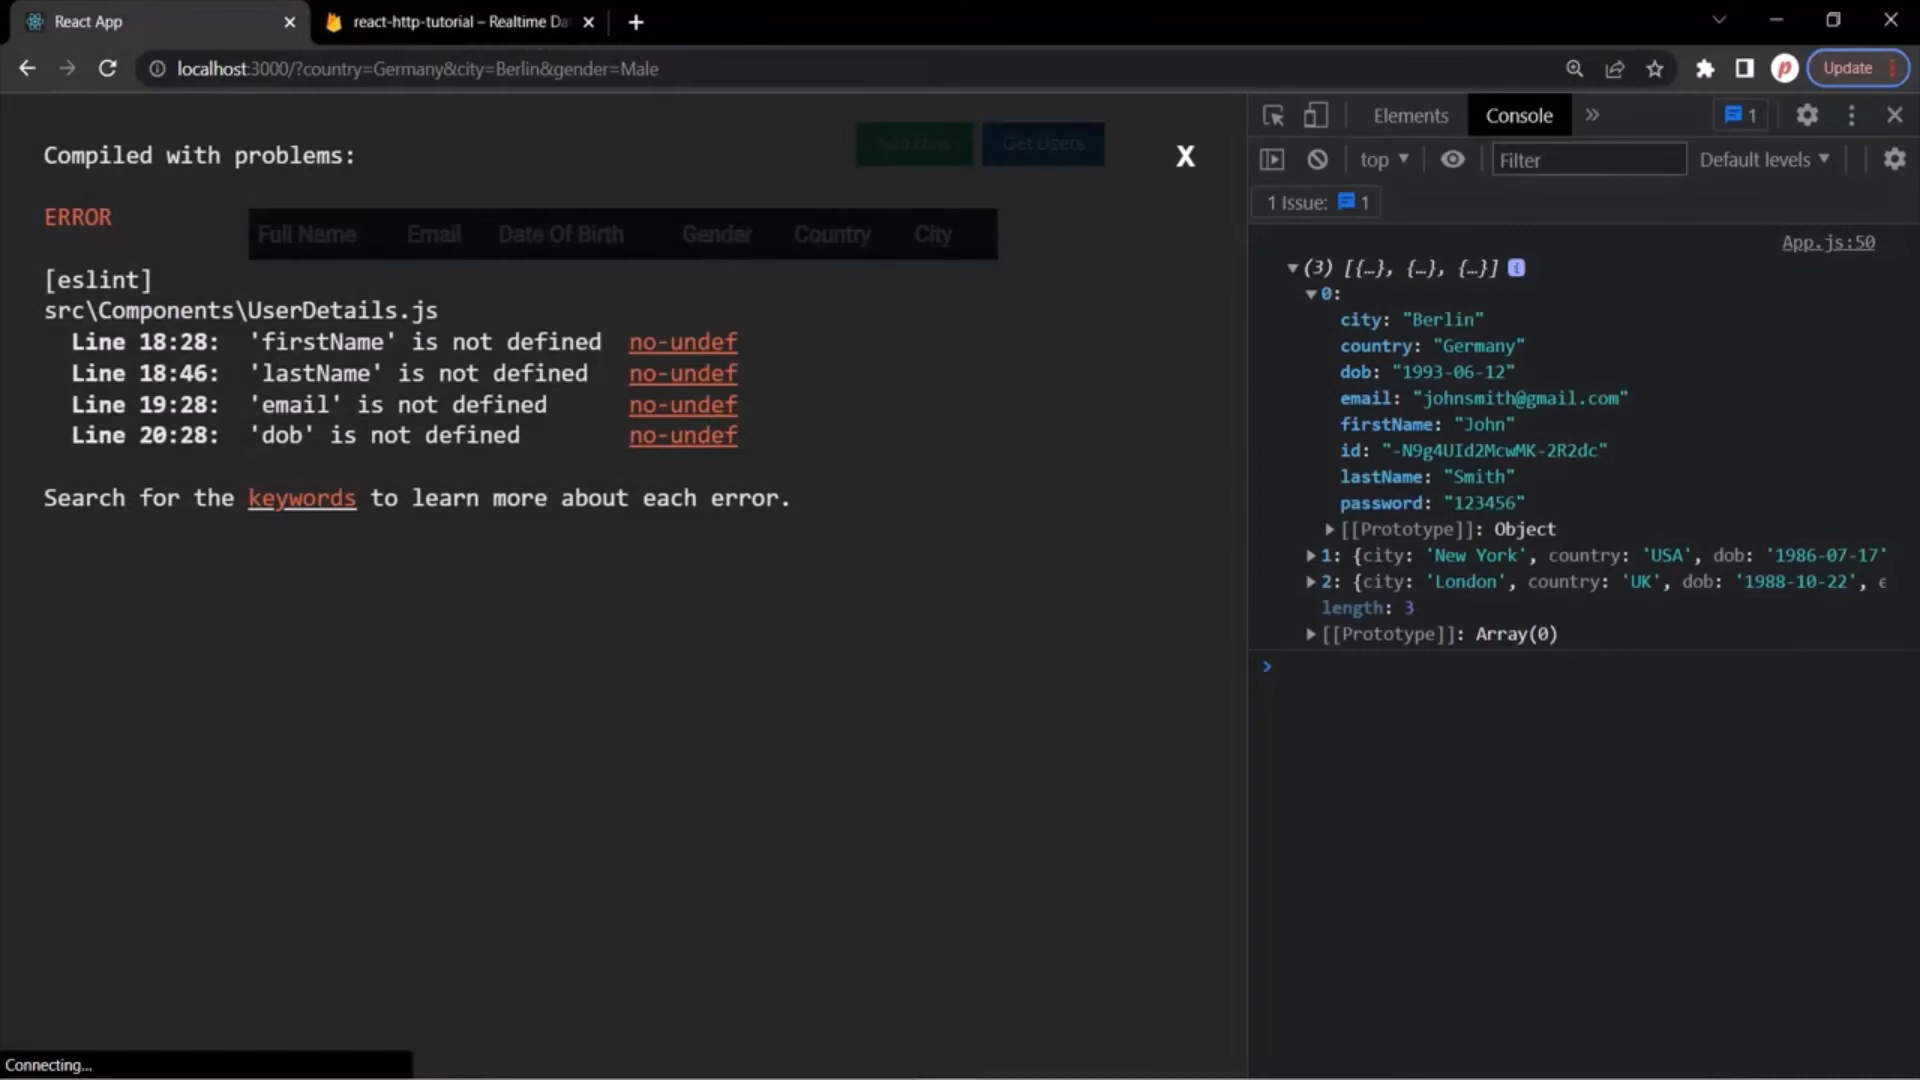 React App
react-http-tutorial – Realtime Da
localhost:3000/?country=Germany&city=Berlin&gender=Male
Update
Compiled with problems:
X
Add User
Get Users
ERROR
Full Name Email Date Of Birth Gender Country City
[eslint]
src\Components\UserDetails.js
Line 18:28: 'firstName' is not defined no-undef
Line 18:46: 'lastName' is not defined no-undef
Line 19:28: 'email' is not defined no-undef
Line 20:28: 'dob' is not defined no-undef
Search for the keywords to learn more about each error.
Connecting...
Elements Console 1
top Filter Default levels
1 Issue: 1
App.js:50
(3) [{…}, {…}, {…}] i
0:
city: "Berlin"
country: "Germany"
dob: "1993-06-12"
email: "johnsmith@gmail.com"
firstName: "John"
id: "-N9g4UId2McwMK-2R2dc"
lastName: "Smith"
password: "123456"
[[Prototype]]: Object
1: {city: 'New York', country: 'USA', dob: '1986-07-17'
2: {city: 'London', country: 'UK', dob: '1988-10-22', e
length: 3
[[Prototype]]: Array(0)